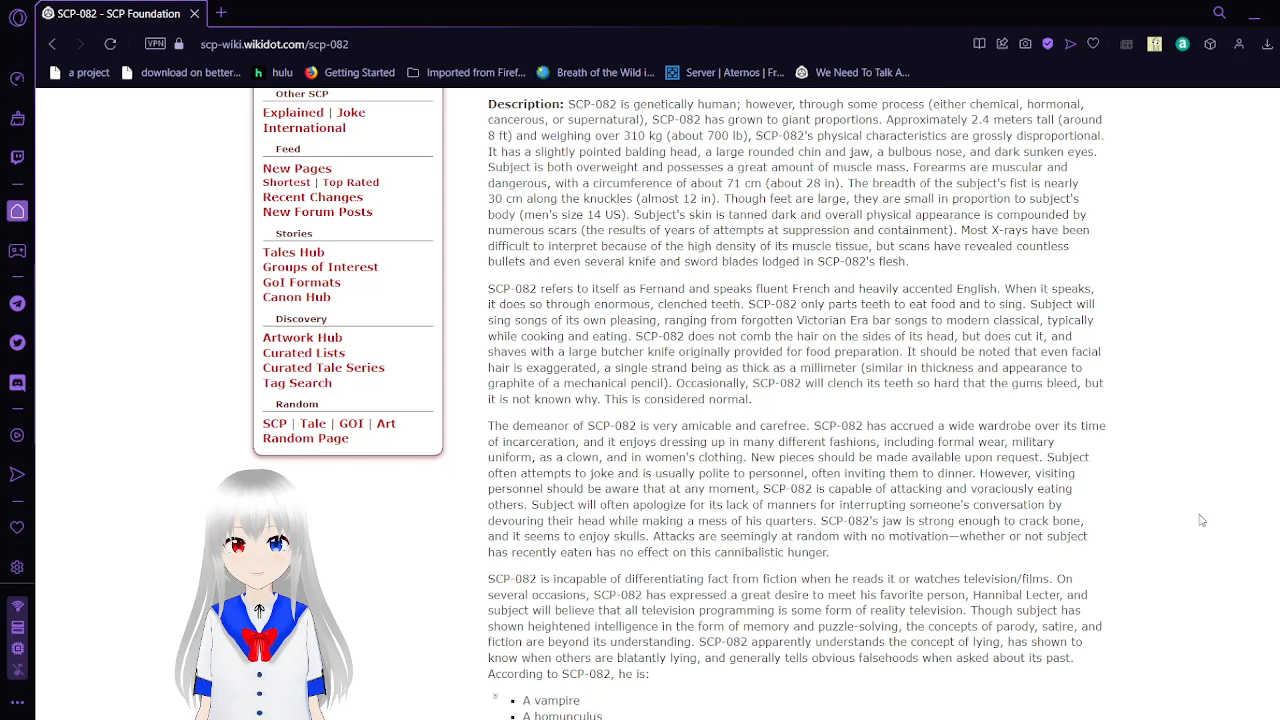 SCP-082 - SCP Foundation
VPN
scp-wiki.wikidot.com/scp-082
a project
download on better...
hulu
Getting Started
Imported from Firef...
Breath of the Wild i...
Server | Aternos | Fr...
We Need To Talk A...
Other SCP
Explained | Joke
International
Feed
New Pages
Shortest | Top Rated
Recent Changes
New Forum Posts
Stories
Tales Hub
Groups of Interest
GoI Formats
Canon Hub
Discovery
Artwork Hub
Curated Lists
Curated Tale Series
Tag Search
Random
SCP | Tale | GOI | Art
Random Page
Description: SCP-082 is genetically human; however, through some process (either chemical, hormonal,
cancerous, or supernatural), SCP-082 has grown to giant proportions. Approximately 2.4 meters tall (around
8 ft) and weighing over 310 kg (about 700 lb), SCP-082's physical characteristics are grossly disproportional.
It has a slightly pointed balding head, a large rounded chin and jaw, a bulbous nose, and dark sunken eyes.
Subject is both overweight and possesses a great amount of muscle mass. Forearms are muscular and
dangerous, with a circumference of about 71 cm (about 28 in). The breadth of the subject's fist is nearly
30 cm along the knuckles (almost 12 in). Though feet are large, they are small in proportion to subject's
body (men's size 14 US). Subject's skin is tanned dark and overall physical appearance is compounded by
numerous scars (the results of years of attempts at suppression and containment). Most X-rays have been
difficult to interpret because of the high density of its muscle tissue, but scans have revealed countless
bullets and even several knife and sword blades lodged in SCP-082's flesh.
SCP-082 refers to itself as Fernand and speaks fluent French and heavily accented English. When it speaks,
it does so through enormous, clenched teeth. SCP-082 only parts teeth to eat food and to sing. Subject will
sing songs of its own pleasing, ranging from forgotten Victorian Era bar songs to modern classical, typically
while cooking and eating. SCP-082 does not comb the hair on the sides of its head, but does cut it, and
shaves with a large butcher knife originally provided for food preparation. It should be noted that even facial
hair is exaggerated, a single strand being as thick as a millimeter (similar in thickness and appearance to
graphite of a mechanical pencil). Occasionally, SCP-082 will clench its teeth so hard that the gums bleed, but
it is not known why. This is considered normal.
The demeanor of SCP-082 is very amicable and carefree. SCP-082 has accrued a wide wardrobe over its time
of incarceration, and it enjoys dressing up in many different fashions, including formal wear, military
uniform, as a clown, and in women's clothing. New pieces should be made available upon request. Subject
often attempts to joke and is usually polite to personnel, often inviting them to dinner. However, visiting
personnel should be aware that at any moment, SCP-082 is capable of attacking and voraciously eating
others. Subject will often apologize for its lack of manners for interrupting someone's conversation by
devouring their head while making a mess of his quarters. SCP-082's jaw is strong enough to crack bone,
and it seems to enjoy skulls. Attacks are seemingly at random with no motivation—whether or not subject
has recently eaten has no effect on this cannibalistic hunger.
SCP-082 is incapable of differentiating fact from fiction when he reads it or watches television/films. On
several occasions, SCP-082 has expressed a great desire to meet his favorite person, Hannibal Lecter, and
subject will believe that all television programming is some form of reality television. Though subject has
shown heightened intelligence in the form of memory and puzzle-solving, the concepts of parody, satire, and
fiction are beyond its understanding. SCP-082 apparently understands the concept of lying, has shown to
know when others are blatantly lying, and generally tells obvious falsehoods when asked about its past.
According to SCP-082, he is:
A vampire
A homunculus